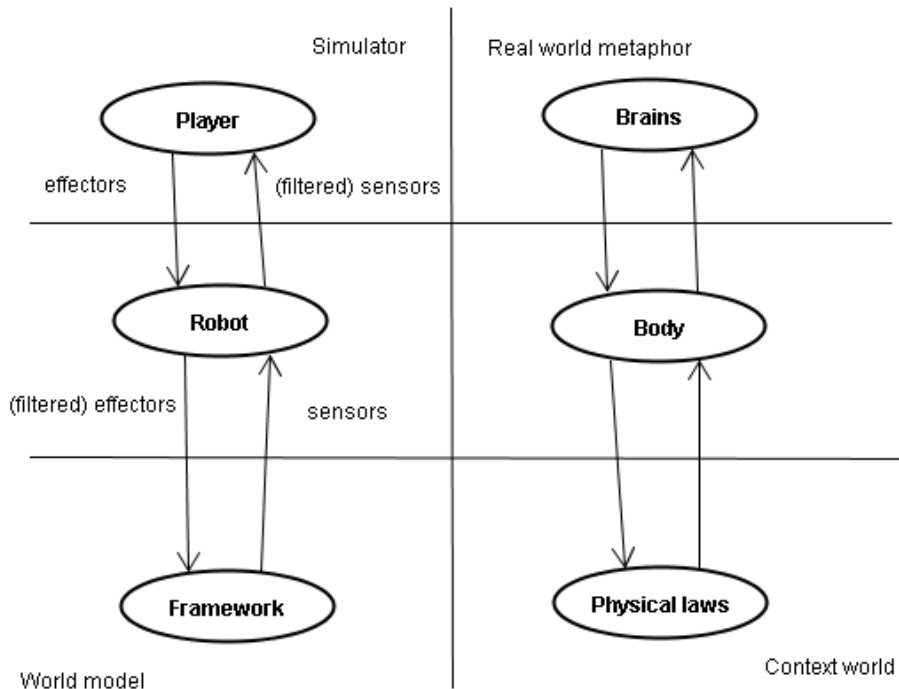 Simulator
Real world metaphor
Player
Brains
effectors
(filtered) sensors
Robot
Body
(filtered) effectors
sensors
Framework
Physical laws
World model
Context world